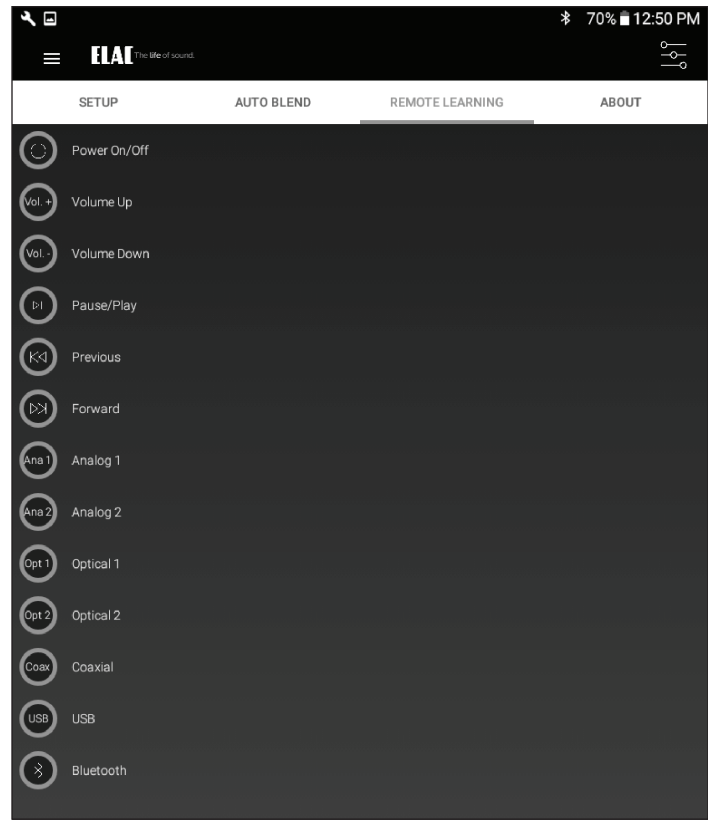 70% 12:50 PM
ELAC The life of sound.
SETUP AUTO BLEND REMOTE LEARNING ABOUT
Power On/Off
Vol. + Volume Up
Vol. - Volume Down
Pause/Play
Previous
Forward
Ana 1 Analog 1
Ana 2 Analog 2
Opt 1 Optical 1
Opt 2 Optical 2
Coax Coaxial
USB USB
Bluetooth